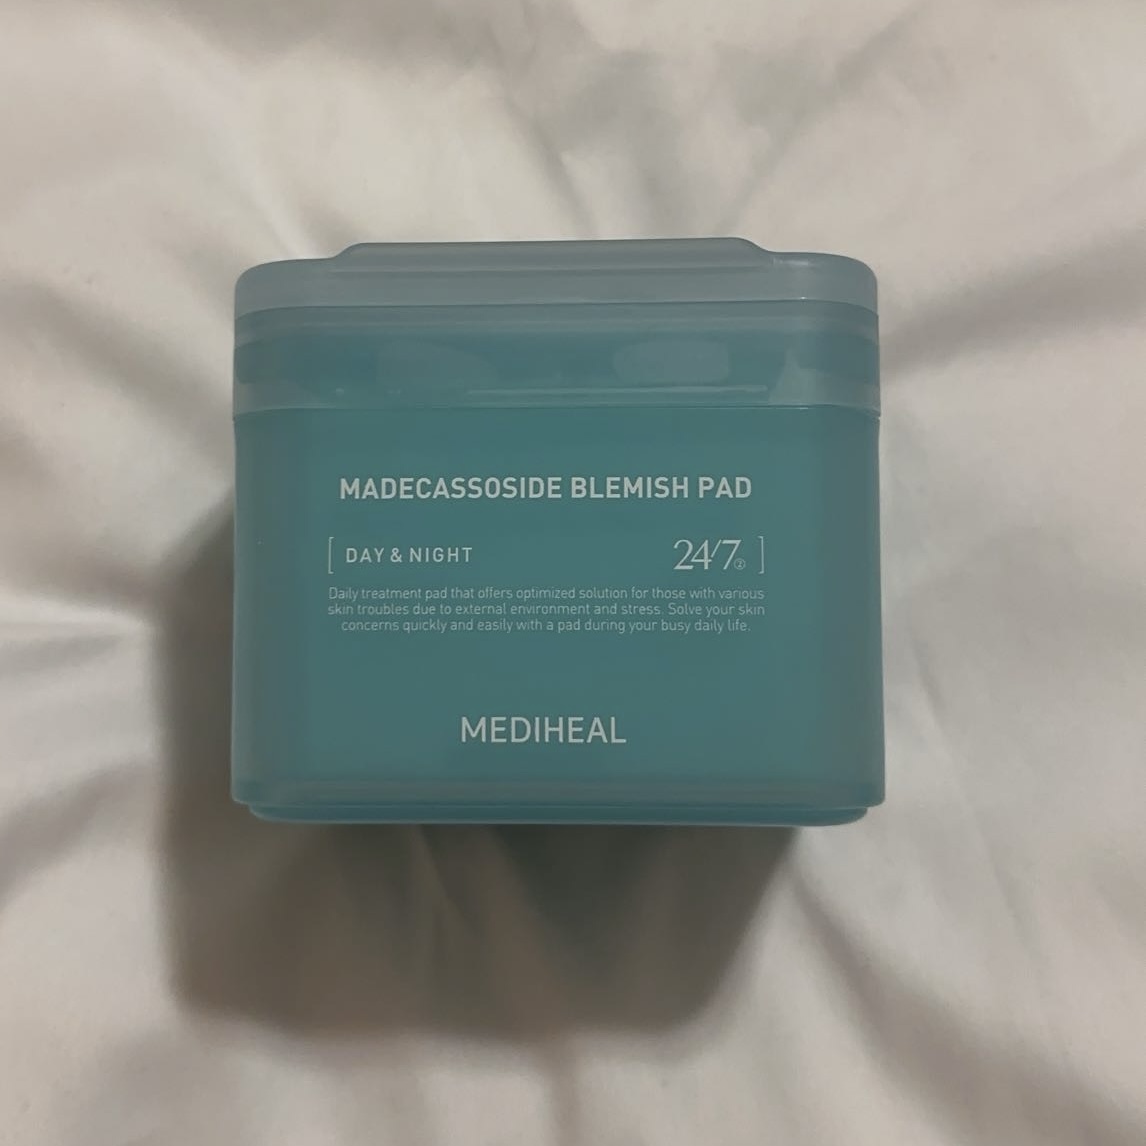 MADECASSOSIDE BLEMISH PAD
[ DAY & NIGHT 24/7 ]
Daily treatment pad that offers optimized solution for those with various
skin troubles due to external environment and stress. Solve your skin
concerns quickly and easily with a pad during your busy daily life.
MEDIHEAL